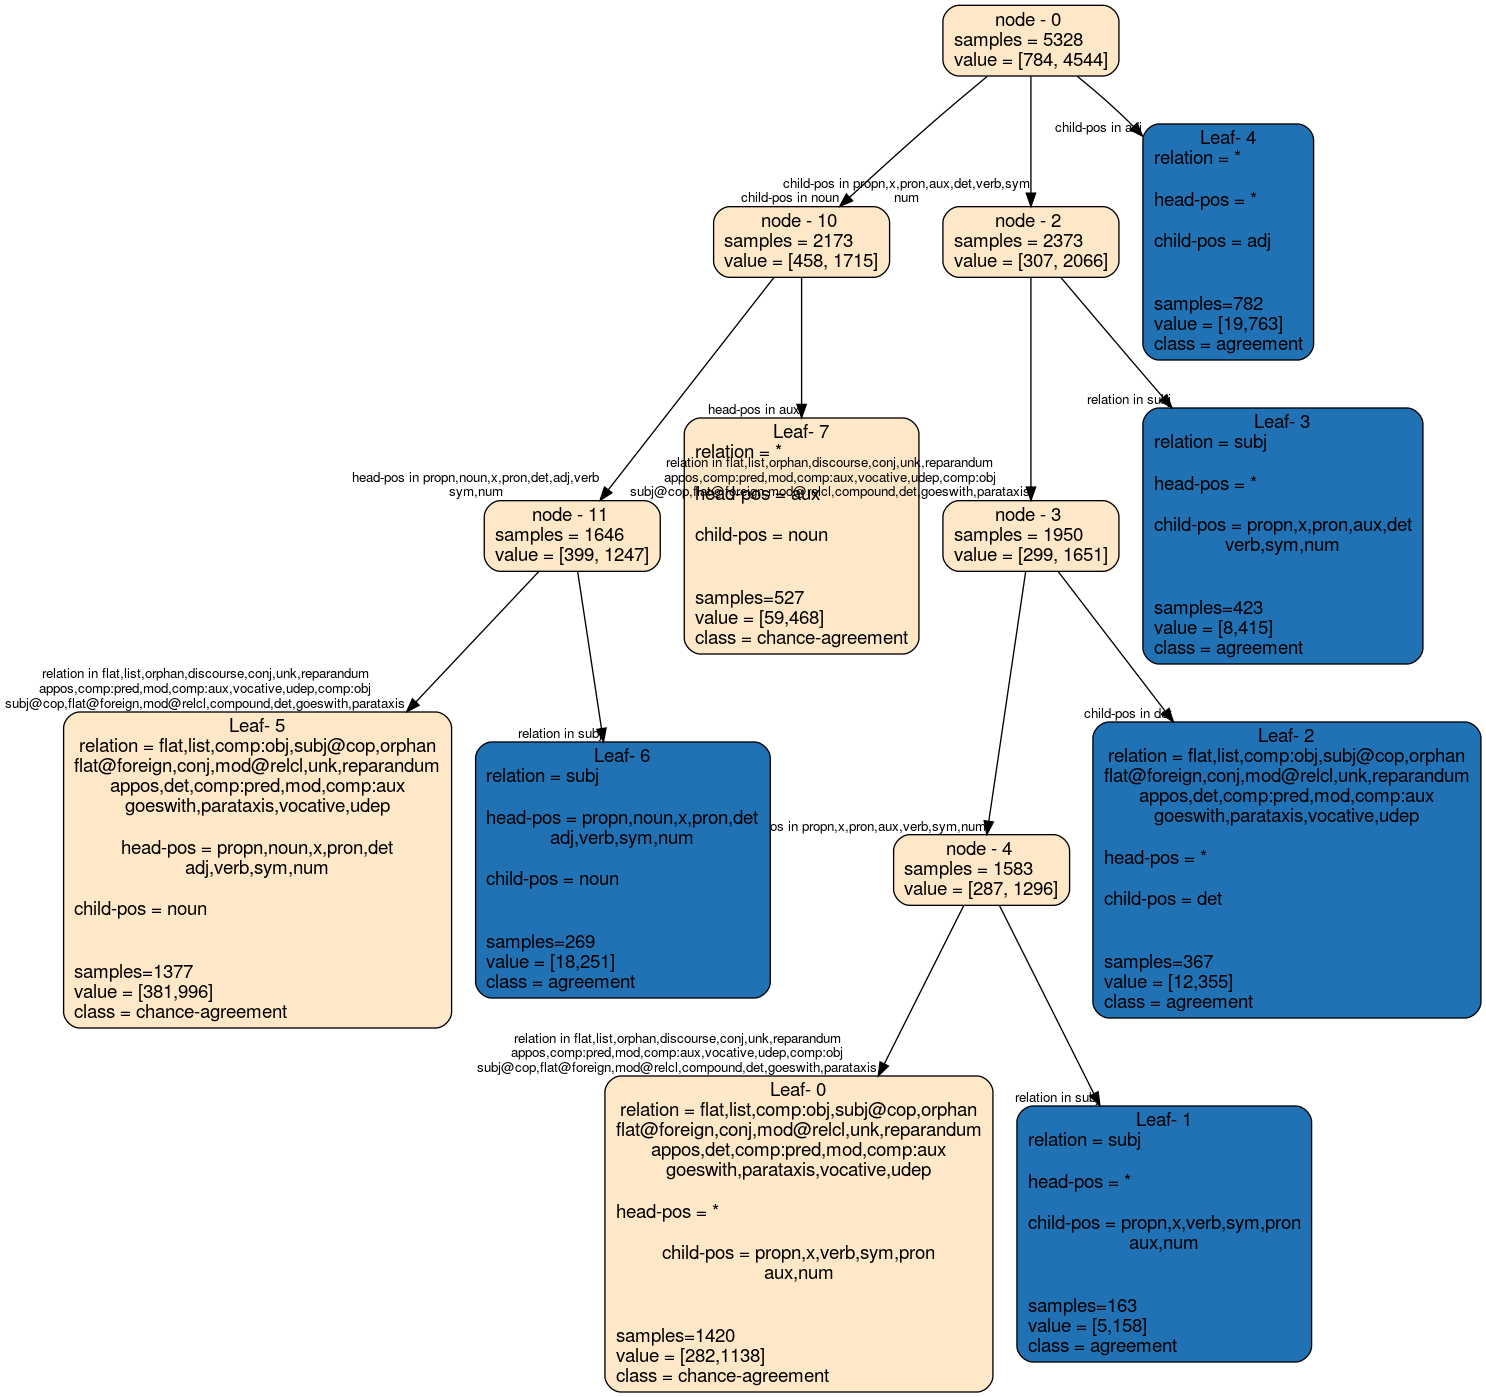 node - 0
samples = 5328
value = [784, 4544]
child-pos in adj
Leaf- 4
relation = *
head-pos = *
child-pos = adj
samples=782
value = [19,763]
class = agreement
child-pos in noun
child-pos in propn,x,pron,aux,det,verb,sym
num
node - 10
samples = 2173
value = [458, 1715]
node - 2
samples = 2373
value = [307, 2066]
relation in subj
Leaf- 3
relation = subj
head-pos = *
child-pos = propn,x,pron,aux,det
verb,sym,num
samples=423
value = [8,415]
class = agreement
head-pos in aux
Leaf- 7
relation = *
head-pos = aux
child-pos = noun
samples=527
value = [59,468]
class = chance-agreement
relation in flat,list,orphan,discourse,conj,unk,reparandum
appos,comp:pred,mod,comp:aux,vocative,udep,comp:obj
subj@cop,flat@foreign,mod@relcl,compound,det,goeswith,parataxis
head-pos in propn,noun,x,pron,det,adj,verb
sym,num
node - 11
samples = 1646
value = [399, 1247]
node - 3
samples = 1950
value = [299, 1651]
relation in flat,list,orphan,discourse,conj,unk,reparandum
appos,comp:pred,mod,comp:aux,vocative,udep,comp:obj
subj@cop,flat@foreign,mod@relcl,compound,det,goeswith,parataxis
Leaf- 5
relation = flat,list,comp:obj,subj@cop,orphan
flat@foreign,conj,mod@relcl,unk,reparandum
appos,det,comp:pred,mod,comp:aux
goeswith,parataxis,vocative,udep
head-pos = propn,noun,x,pron,det
adj,verb,sym,num
child-pos = noun
samples=1377
value = [381,996]
class = chance-agreement
relation in subj
Leaf- 6
relation = subj
head-pos = propn,noun,x,pron,det
adj,verb,sym,num
child-pos = noun
samples=269
value = [18,251]
class = agreement
child-pos in det
Leaf- 2
relation = flat,list,comp:obj,subj@cop,orphan
flat@foreign,conj,mod@relcl,unk,reparandum
appos,det,comp:pred,mod,comp:aux
goeswith,parataxis,vocative,udep
head-pos = *
child-pos = det
samples=367
value = [12,355]
class = agreement
in propn,x,pron,aux,verb,sym,num
node - 4
samples = 1583
value = [287, 1296]
relation in flat,list,orphan,discourse,conj,unk,reparandum
appos,comp:pred,mod,comp:aux,vocative,udep,comp:obj
subj@cop,flat@foreign,mod@relcl,compound,det,goeswith,parataxis
Leaf- 0
relation = flat,list,comp:obj,subj@cop,orphan
flat@foreign,conj,mod@relcl,unk,reparandum
appos,det,comp:pred,mod,comp:aux
goeswith,parataxis,vocative,udep
head-pos = *
child-pos = propn,x,verb,sym,pron
aux,num
samples=1420
value = [282,1138]
class = chance-agreement
relation in subj
Leaf- 1
relation = subj
head-pos = *
child-pos = propn,x,verb,sym,pron
aux,num
samples=163
value = [5,158]
class = agreement